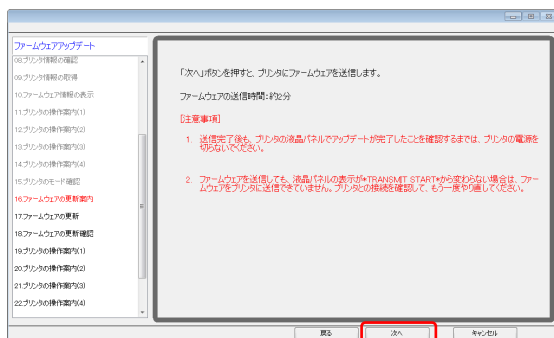 ファームウェアアップデート
08.プリンタ情報の確認
09.プリンタ情報の取得
10.ファームウェア情報の表示
11.プリンタの操作案内(1)
12.プリンタの操作案内(2)
13.プリンタの操作案内(3)
14.プリンタの操作案内(4)
15.プリンタのモード確認
16.ファームウェアの更新案内
17.ファームウェアの更新
18.ファームウェアの更新確認
19.プリンタの操作案内(1)
20.プリンタの操作案内(2)
21.プリンタの操作案内(3)
22.プリンタの操作案内(4)
「次へ」ボタンを押すと、プリンタにファームウェアを送信します。
ファームウェアの送信時間:約2分
[注意事項]
1. 送信完了後も、プリンタの液晶パネルでアップデートが完了したことを確認するまでは、プリンタの電源を
切らないでください。
2. ファームウェアを送信しても、液晶パネルの表示が*TRANSMIT START*から変わらない場合は、ファー
ムウェアをプリンタに送信できていません。プリンタとの接続を確認して、もう一度やり直してください。
戻る
次へ
キャンセル